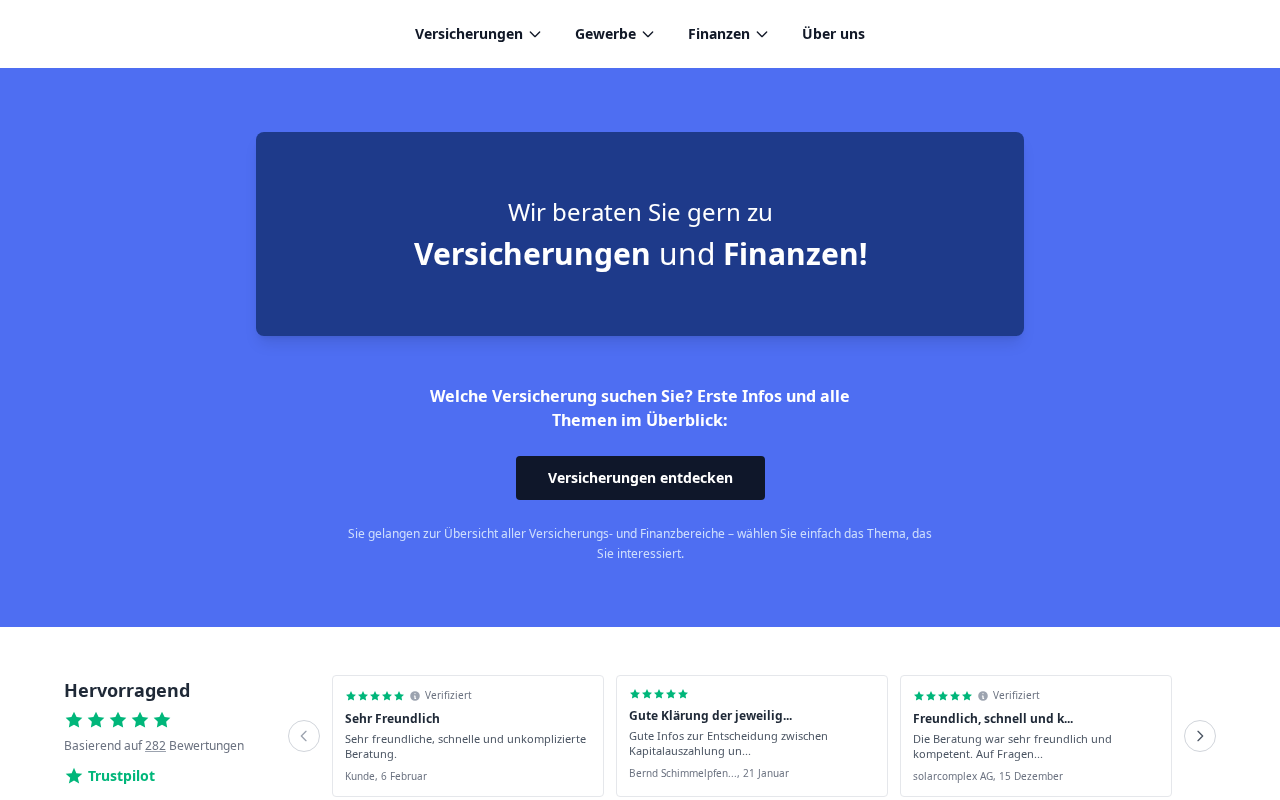 Versicherungen Gewerbe Finanzen Über uns
Wir beraten Sie gern zu
Versicherungen und Finanzen!
Welche Versicherung suchen Sie? Erste Infos und alle
Themen im Überblick:
Versicherungen entdecken
Sie gelangen zur Übersicht aller Versicherungs- und Finanzbereiche – wählen Sie einfach das Thema, das
Sie interessiert.
Hervorragend
Basierend auf 282 Bewertungen
Trustpilot
Verifiziert
Sehr Freundlich
Sehr freundliche, schnelle und unkomplizierte
Beratung.
Kunde, 6 Februar
Gute Klärung der jeweilig...
Gute Infos zur Entscheidung zwischen
Kapitalauszahlung un...
Bernd Schimmelpfen..., 21 Januar
Verifiziert
Freundlich, schnell und k...
Die Beratung war sehr freundlich und
kompetent. Auf Fragen...
solarcomplex AG, 15 Dezember